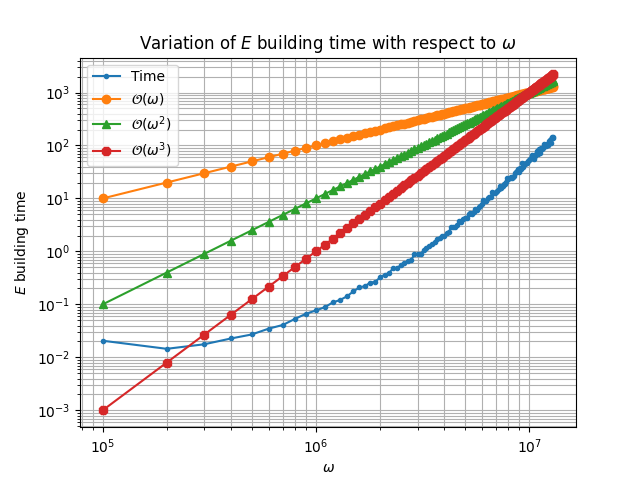 Variation of E building time with respect to ω
Time
𝒪(ω)
𝒪(ω²)
𝒪(ω³)
E building time
10³
10²
10¹
10⁰
10⁻¹
10⁻²
10⁻³
10⁵ 10⁶ 10⁷
ω